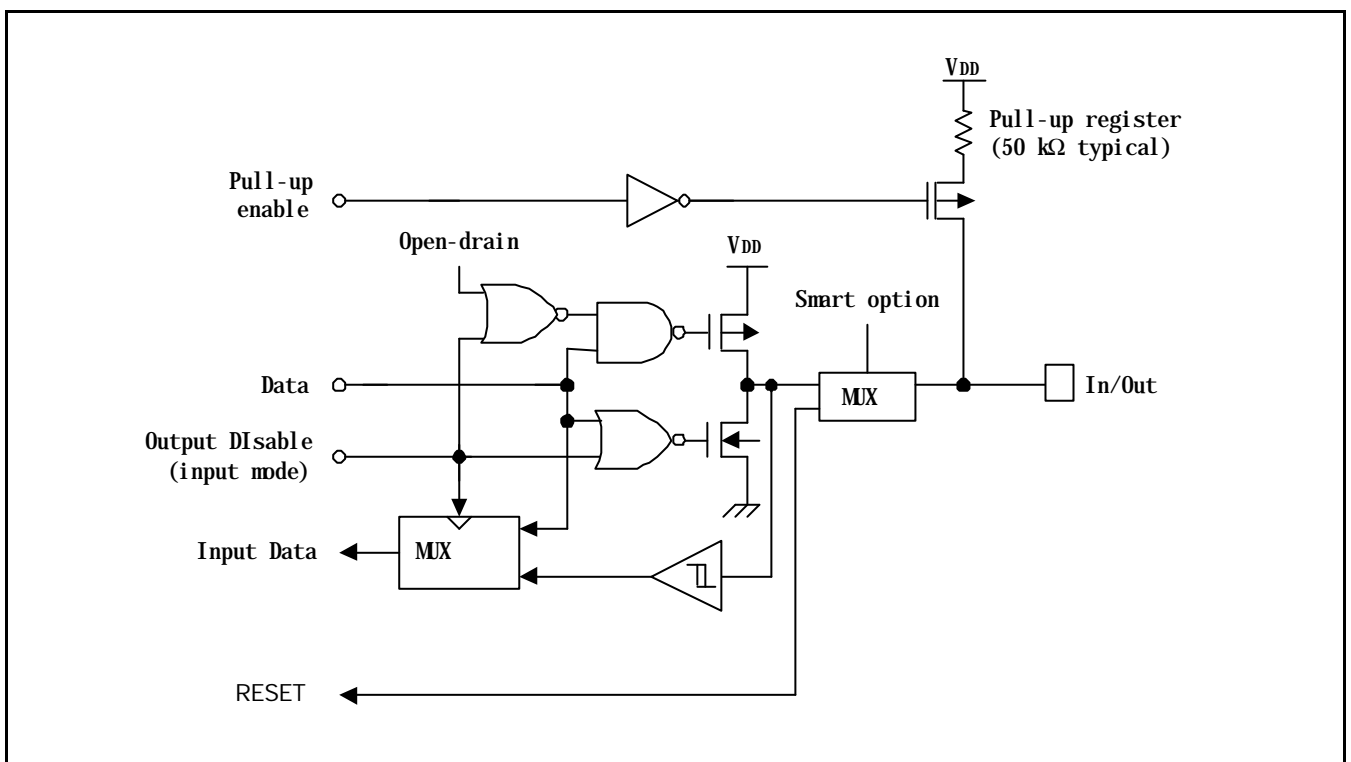 VDD
Pull-up register
(50 kΩ typical)
Pull-up
enable
Open-drain
VDD
Smart option
Data
MUX
In/Out
Output DIsable
(input mode)
Input Data
MUX
RESET